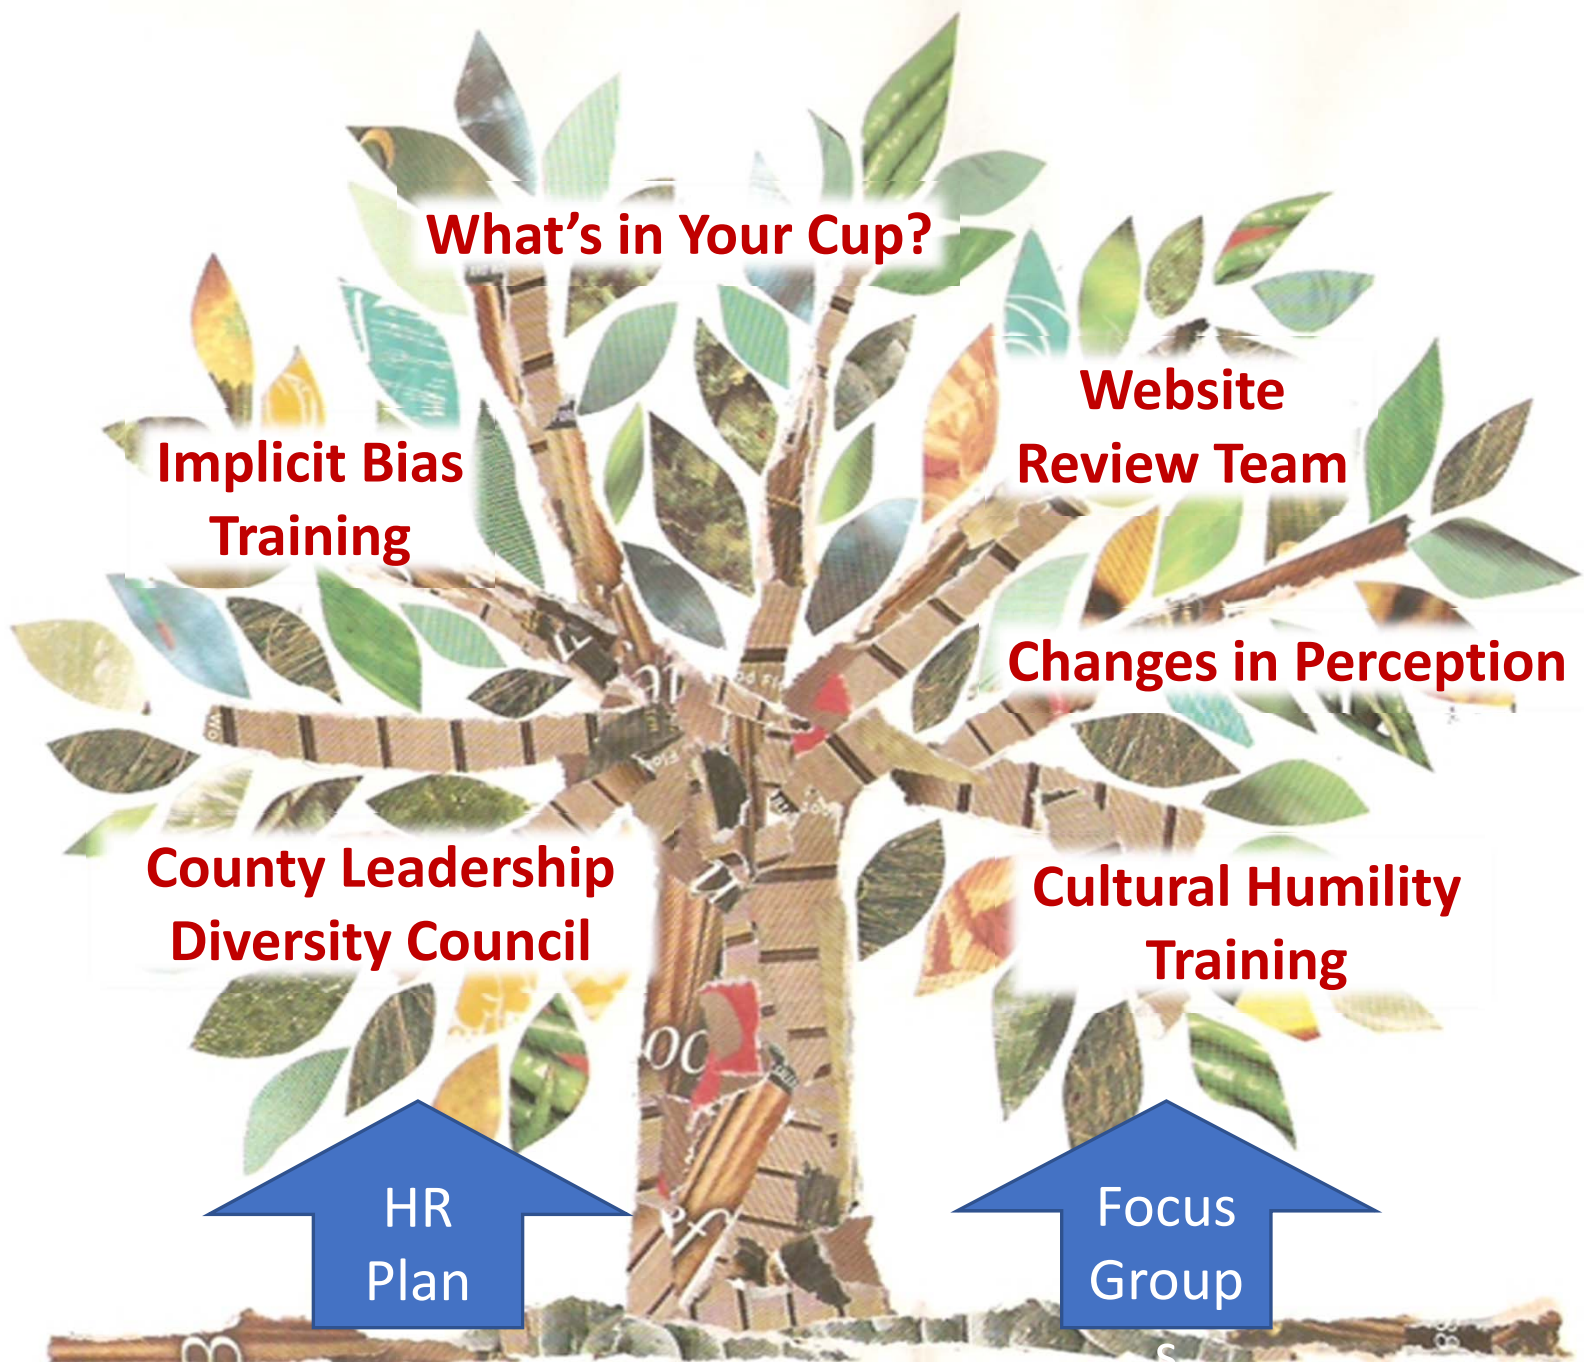 What's in Your Cup?
Website
Review Team
Implicit Bias
Training
Changes in Perception
County Leadership
Diversity Council
Cultural Humility
Training
HR
Plan
Focus
Group
s